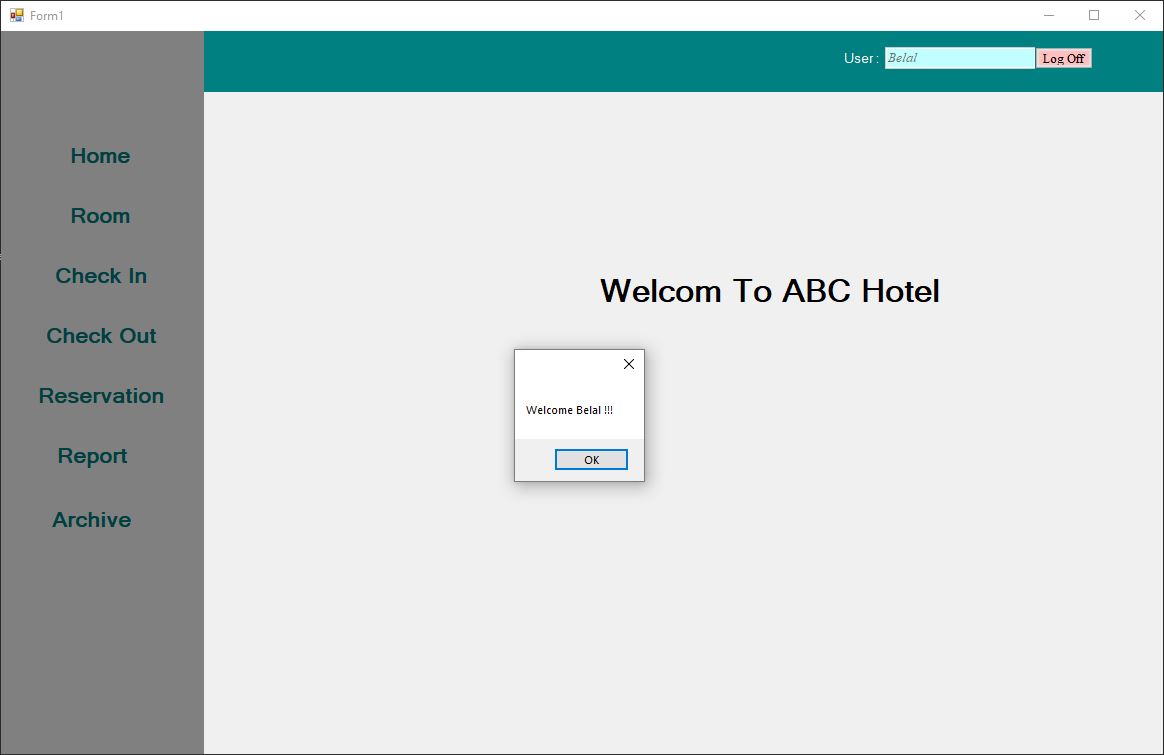 Form1
User : Belal Log Off
Home
Room
Check In
Check Out
Reservation
Report
Archive
Welcom To ABC Hotel
Welcome Belal !!!
OK